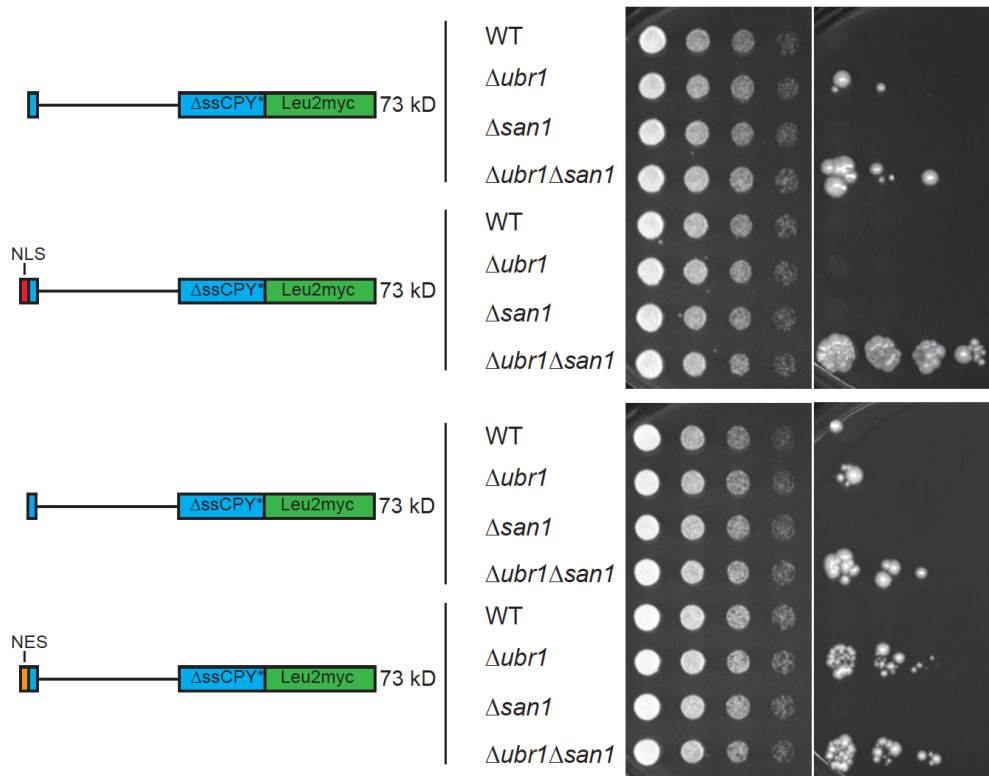 WT
Δubr1
ΔssCPY* Leu2myc 73 kD
Δsan1
Δubr1Δsan1
WT
NLS
Δubr1
ΔssCPY* Leu2myc 73 kD
Δsan1
Δubr1Δsan1
WT
Δubr1
ΔssCPY* Leu2myc 73 kD
Δsan1
Δubr1Δsan1
WT
NES
Δubr1
ΔssCPY* Leu2myc 73 kD
Δsan1
Δubr1Δsan1